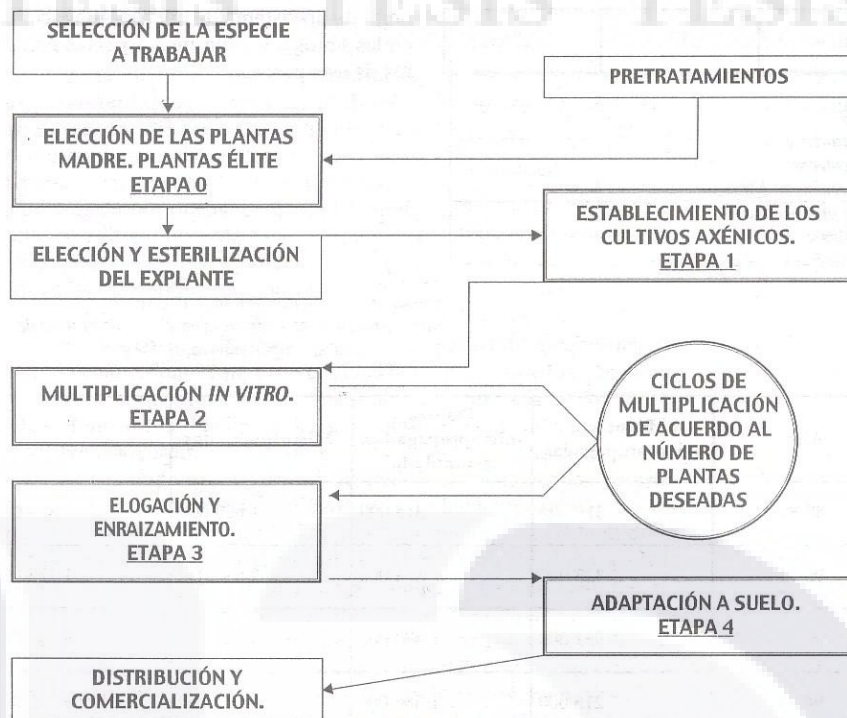 SELECCIÓN DE LA ESPECIE
A TRABAJAR
PRETRATAMIENTOS
ELECCIÓN DE LAS PLANTAS
MADRE. PLANTAS ÉLITE
ETAPA 0
ELECCIÓN Y ESTERILIZACIÓN
DEL EXPLANTE
ESTABLECIMIENTO DE LOS
CULTIVOS AXÉNICOS.
ETAPA 1
MULTIPLICACIÓN IN VITRO.
ETAPA 2
CICLOS DE
MULTIPLICACIÓN
DE ACUERDO AL
NÚMERO DE
PLANTAS
DESEADAS
ELOGACIÓN Y
ENRAIZAMIENTO.
ETAPA 3
ADAPTACIÓN A SUELO.
ETAPA 4
DISTRIBUCIÓN Y
COMERCIALIZACIÓN.